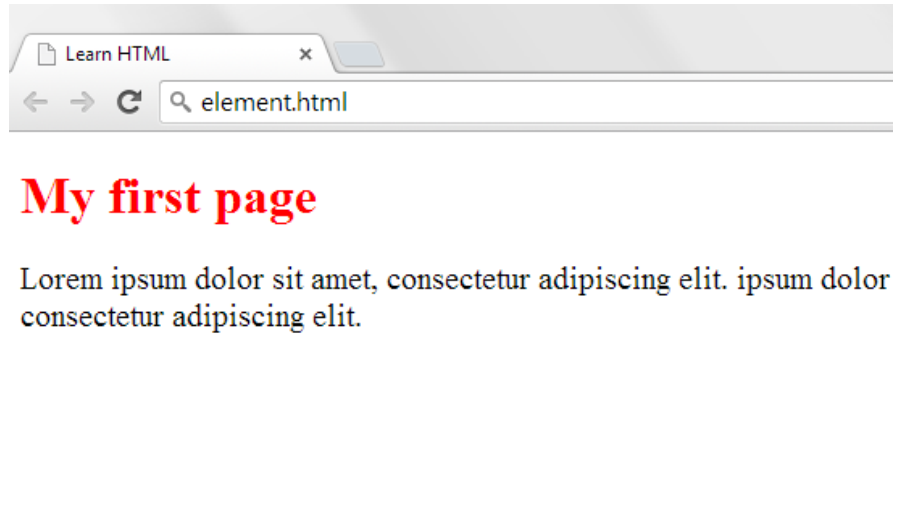 Learn HTML
element.html
My first page
Lorem ipsum dolor sit amet, consectetur adipiscing elit. ipsum dolor
consectetur adipiscing elit.